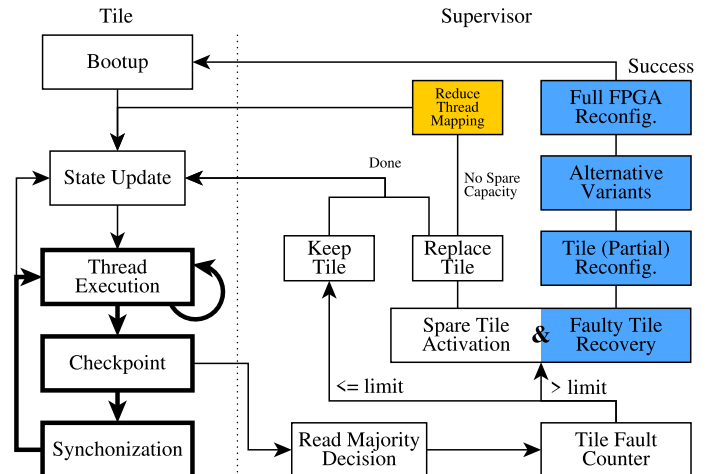 Tile
Supervisor
Bootup
Success
Reduce
Thread
Mapping
Full FPGA
Reconfig.
Done
State Update
No Spare
Capacity
Alternative
Variants
Keep
Tile
Replace
Tile
Tile (Partial)
Reconfig.
Thread
Execution
Spare Tile
Activation
&
Faulty Tile
Recovery
Checkpoint
<= limit
> limit
Synchonization
Read Majority
Decision
Tile Fault
Counter